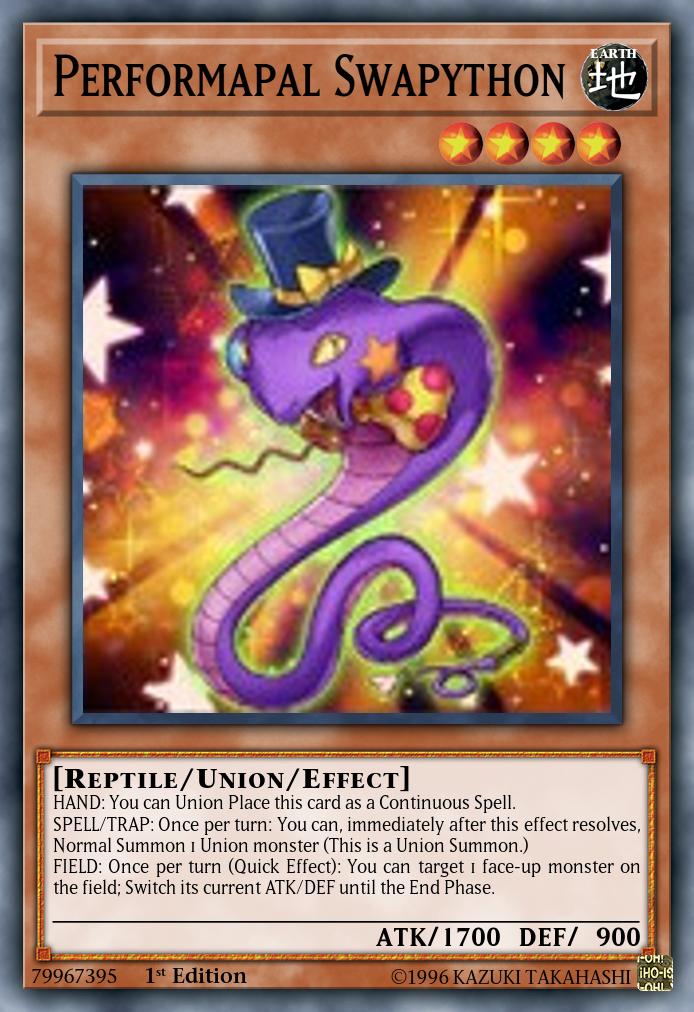 PERFORMAPAL SWAPYTHON
EARTH
地
[REPTILE/UNION/EFFECT]
HAND: You can Union Place this card as a Continuous Spell.
SPELL/TRAP: Once per turn: You can, immediately after this effect resolves,
Normal Summon 1 Union monster (This is a Union Summon.)
FIELD: Once per turn (Quick Effect): You can target 1 face-up monster on
the field; Switch its current ATK/DEF until the End Phase.
ATK/1700 DEF/ 900
79967395 1st Edition ©1996 KAZUKI TAKAHASHI